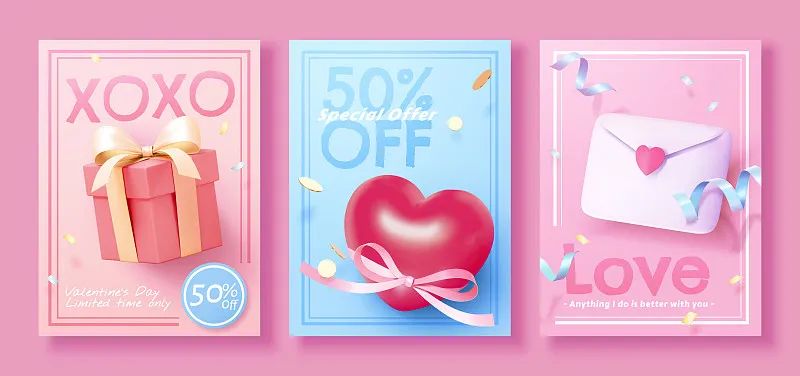 XOXO
Valentine's Day
Limited time only
50%
Off
50%
Special Offer
OFF
Love
- Anything I do is better with you -